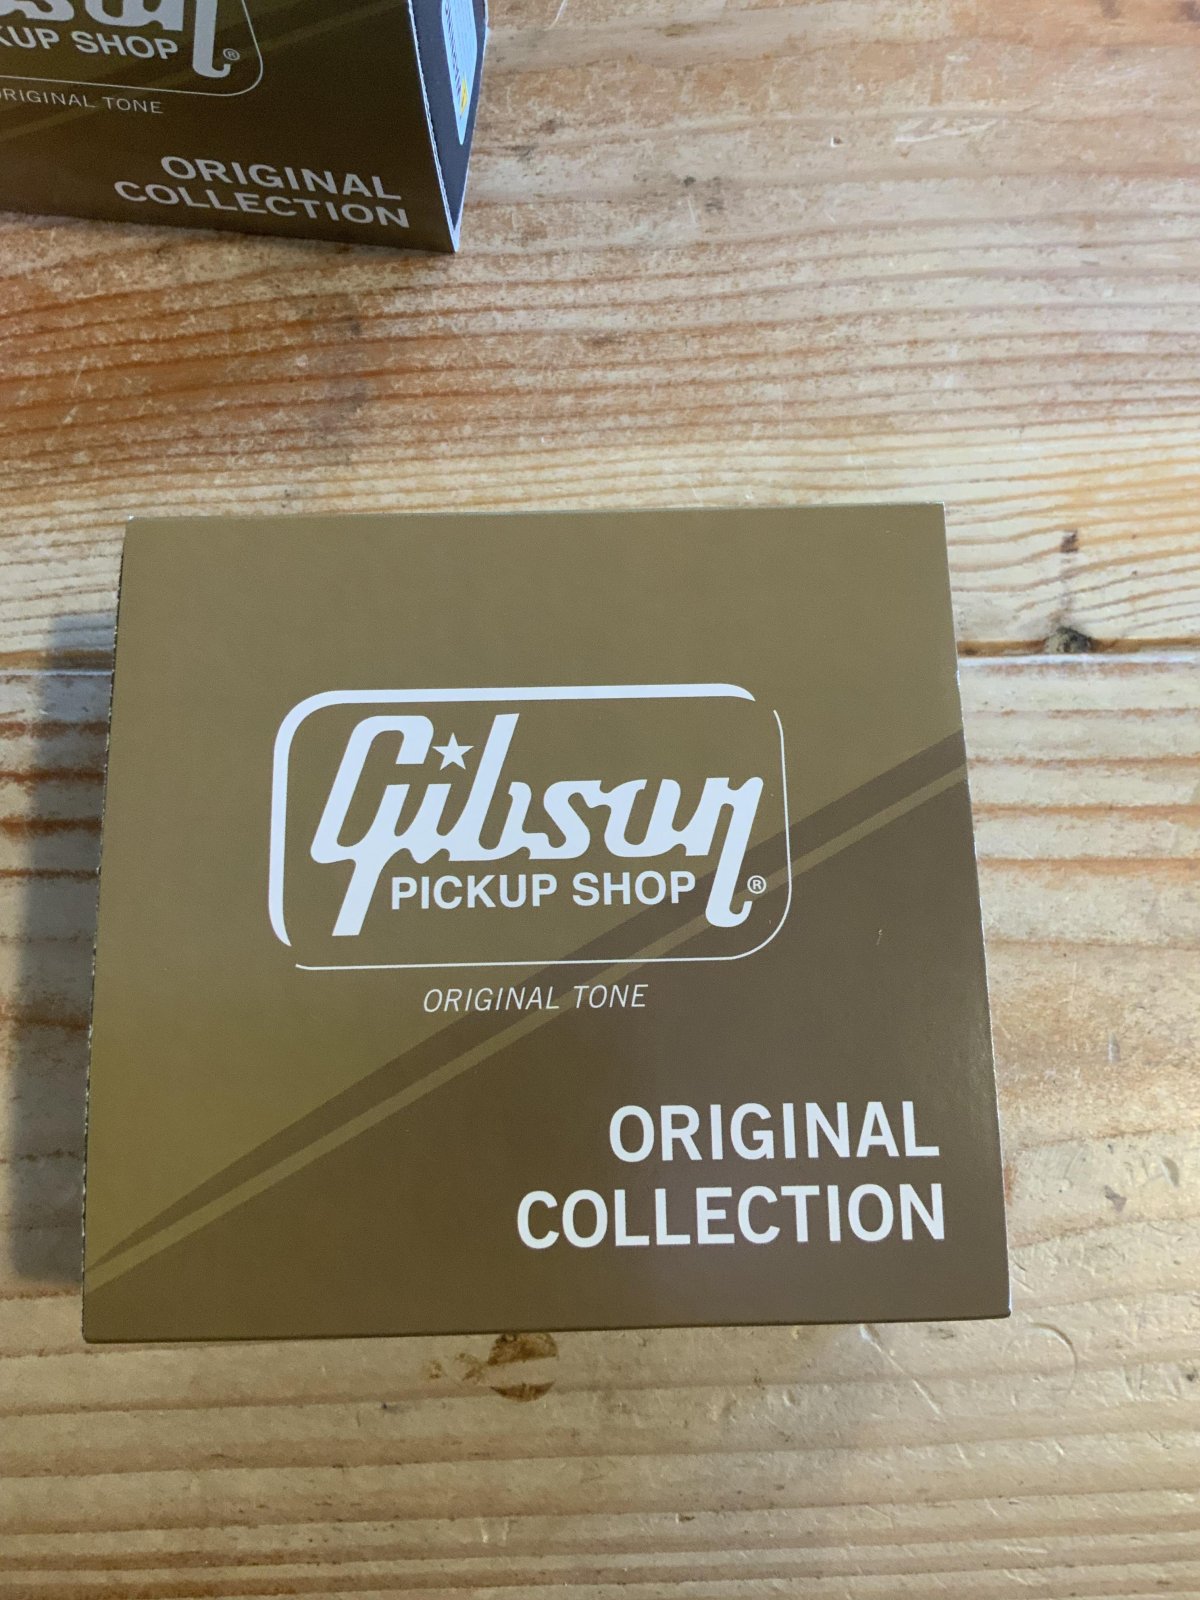 PICKUP SHOP
®
ORIGINAL TONE
ORIGINAL
COLLECTION
Gibson
PICKUP SHOP ®
ORIGINAL TONE
ORIGINAL
COLLECTION